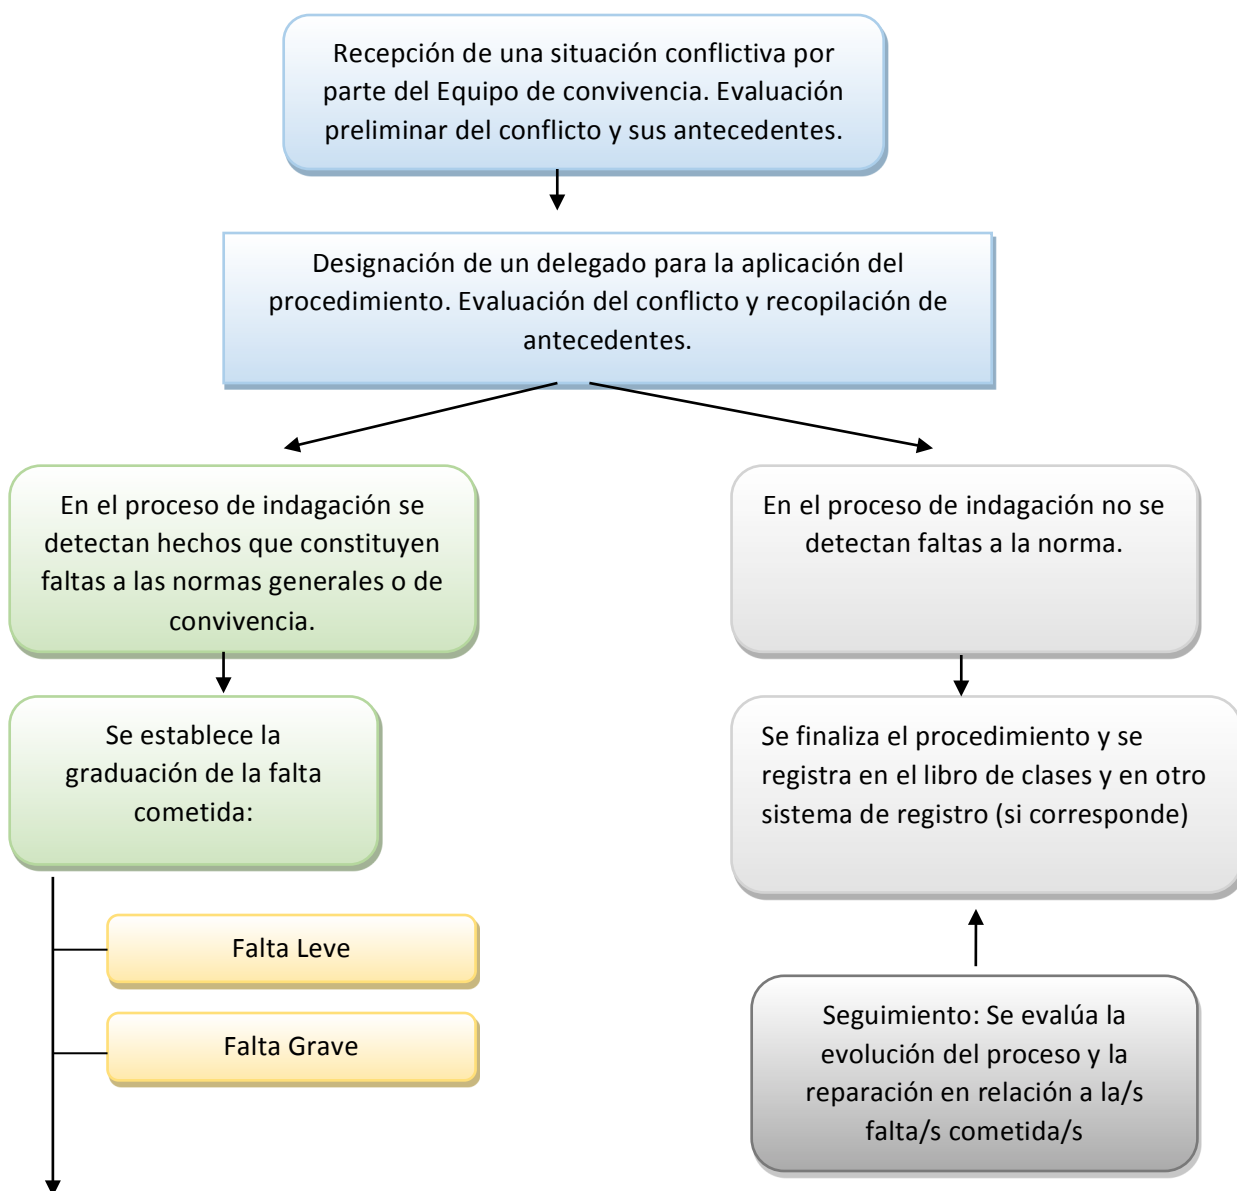 Recepción de una situación conflictiva por
parte del Equipo de convivencia. Evaluación
preliminar del conflicto y sus antecedentes.
Designación de un delegado para la aplicación del
procedimiento. Evaluación del conflicto y recopilación de
antecedentes.
En el proceso de indagación se
detectan hechos que constituyen
faltas a las normas generales o de
convivencia.
En el proceso de indagación no se
detectan faltas a la norma.
Se establece la
graduación de la falta
cometida:
Se finaliza el procedimiento y se
registra en el libro de clases y en otro
sistema de registro (si corresponde)
Falta Leve
Falta Grave
Seguimiento: Se evalúa la
evolución del proceso y la
reparación en relación a la/s
falta/s cometida/s